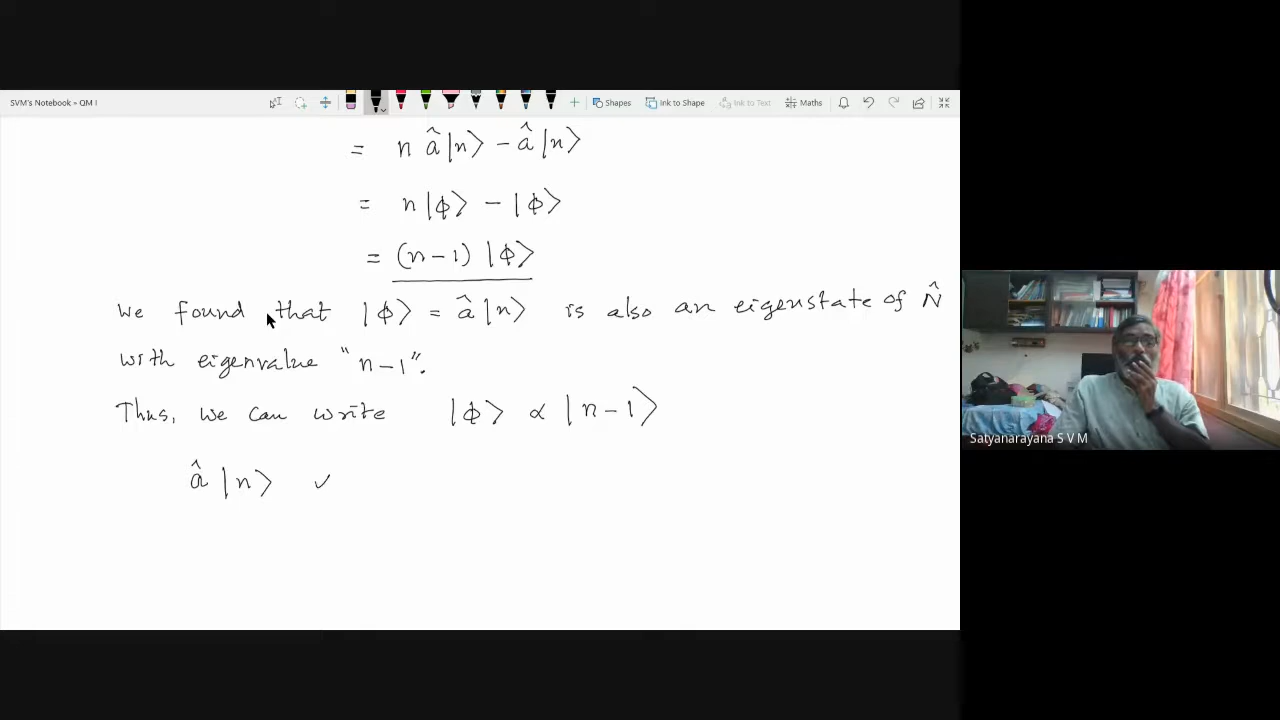 SVM's Notebook » QM I
Shapes Ink to Shape Ink to Text Maths
= n â|n⟩ − â|n⟩
= n|ϕ⟩ − |ϕ⟩
= (n−1) |ϕ⟩
We found that |ϕ⟩ = â|n⟩ is also an eigenstate of N̂
with eigenvalue "n−1".
Thus, we can write |ϕ⟩ ∝ |n−1⟩
â|n⟩ ✓
Satyanarayana S V M